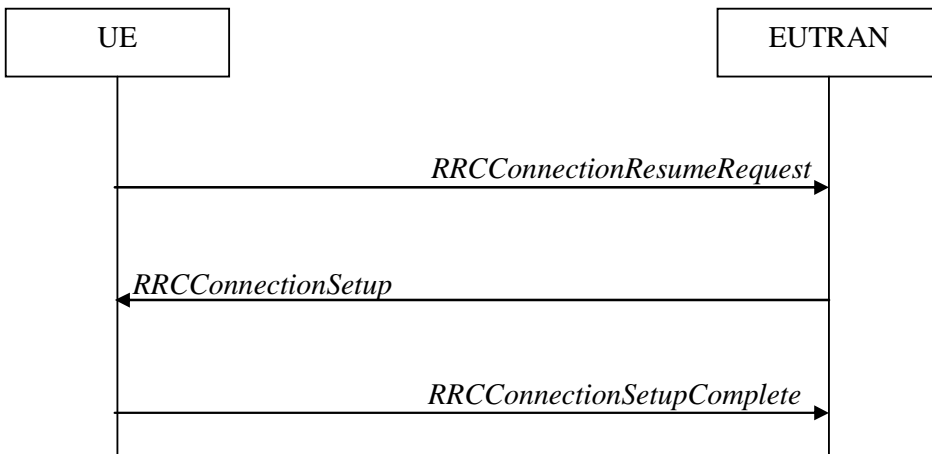 UE
EUTRAN
RRCConnectionResumeRequest
RRCConnectionSetup
RRCConnectionSetupComplete